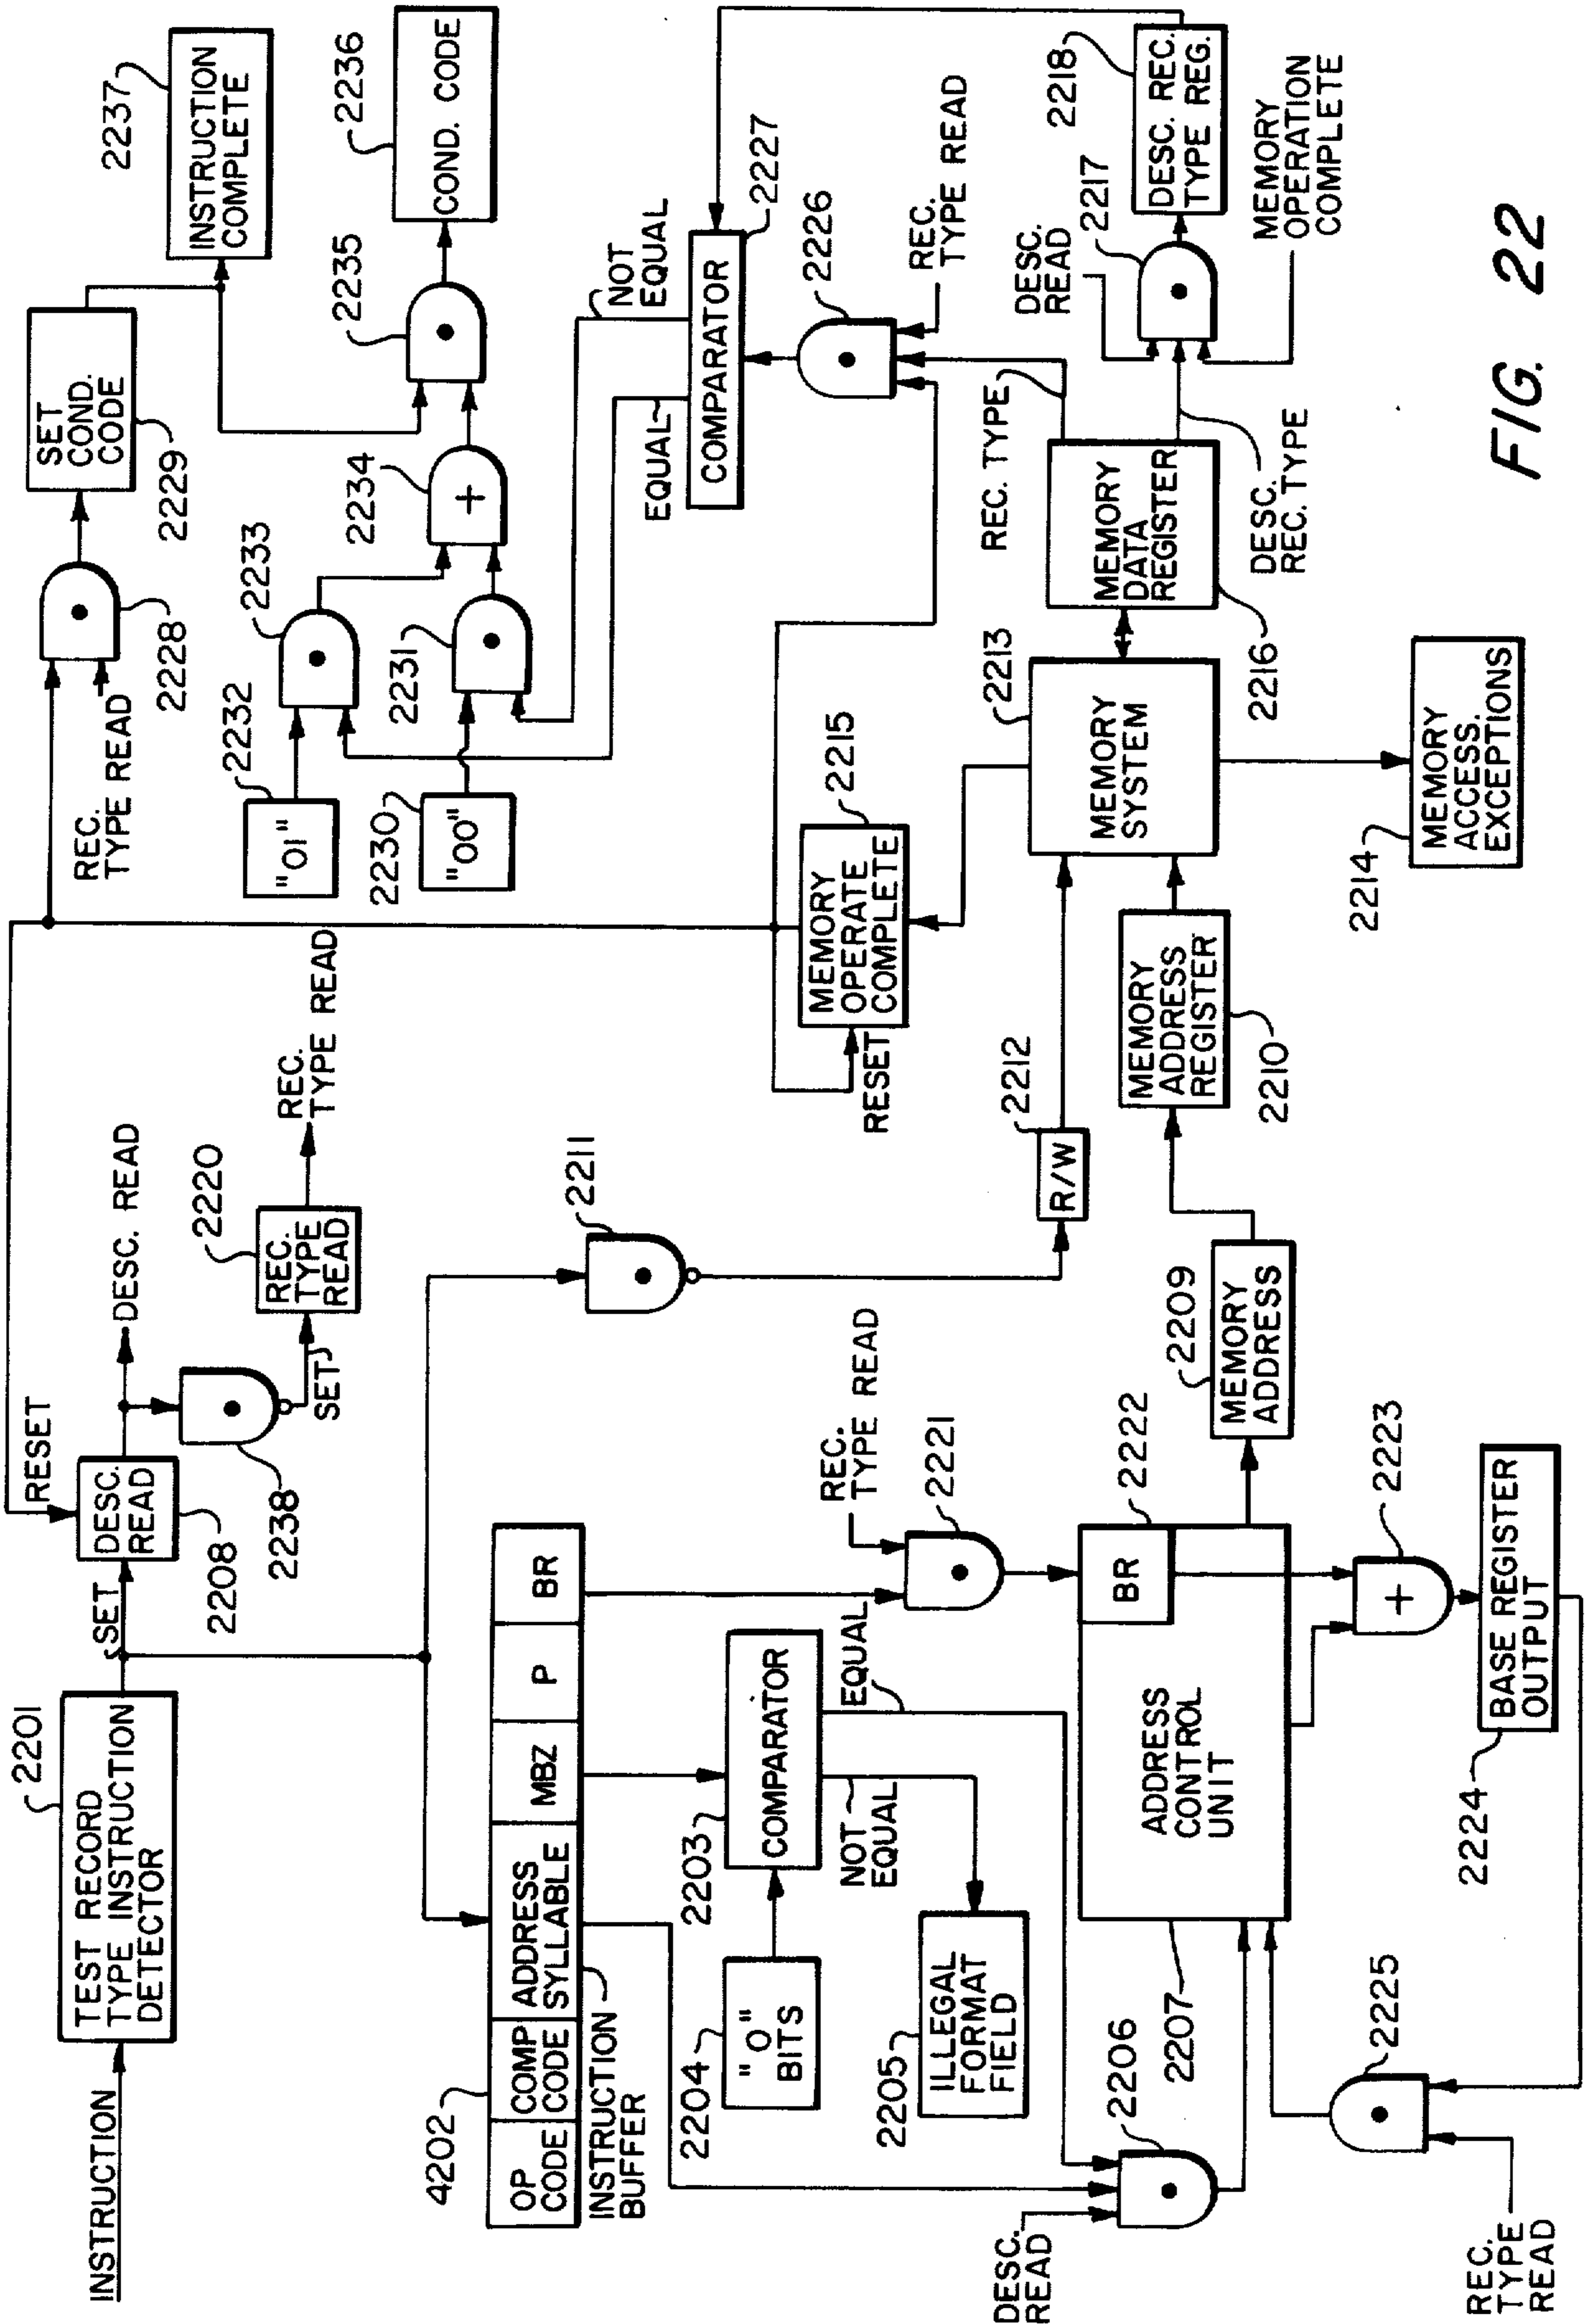 INSTRUCTION
2201
TEST RECORD
TYPE INSTRUCTION
DETECTOR
SET
RESET
DESC.
READ
2208
DESC. READ
2238
SET
2220
REC.
TYPE
READ
REC.
TYPE READ
REC.
TYPE READ
2228
SET
COND.
CODE
2229
2237
INSTRUCTION
COMPLETE
2232
"01"
2233
2234
2235
2236
COND. CODE
2230
"00"
2231
4202
OP
CODE
COMP
CODE
ADDRESS
SYLLABLE
MBZ
P
BR
INSTRUCTION
BUFFER
2211
2204
"0"
BITS
2203
COMPARATOR
EQUAL
NOT
EQUAL
2205
ILLEGAL
FORMAT
FIELD
REC.
TYPE READ
2221
2212
R/W
2215
MEMORY
OPERATE
COMPLETE
RESET
EQUAL
NOT
EQUAL
COMPARATOR
2227
2226
REC.
TYPE READ
REC. TYPE
DESC.
READ
2206
2207
ADDRESS
CONTROL
UNIT
BR
2222
2209
MEMORY
ADDRESS
MEMORY
ADDRESS
REGISTER
2210
2213
MEMORY
SYSTEM
MEMORY
DATA
REGISTER
2216
DESC.
REC. TYPE
DESC.
READ
2217
2218
DESC. REC.
TYPE REG.
MEMORY
OPERATION
COMPLETE
2214
MEMORY
ACCESS.
EXCEPTIONS
2223
2224
BASE REGISTER
OUTPUT
2225
REC.
TYPE
READ
FIG. 22